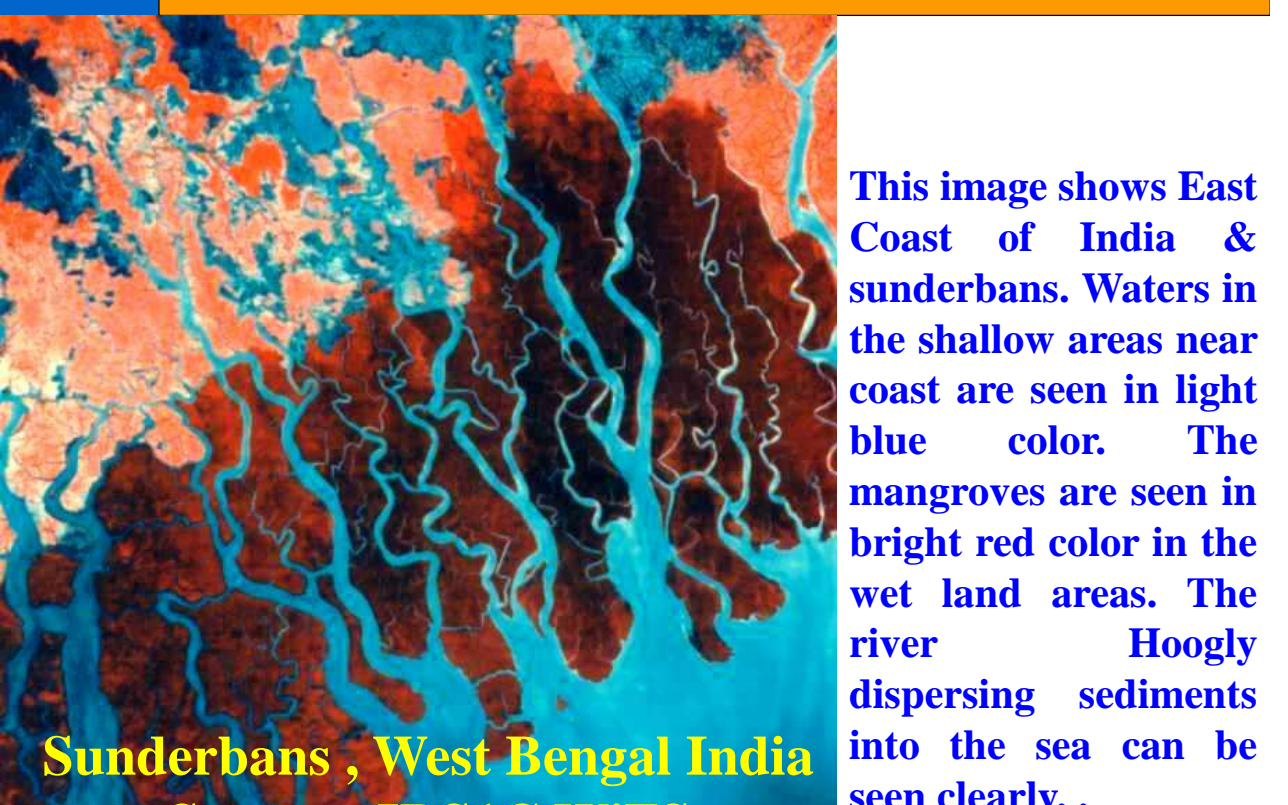 This image shows East
Coast of India &
sunderbans. Waters in
the shallow areas near
coast are seen in light
blue color. The
mangroves are seen in
bright red color in the
wet land areas. The
river Hoogly
dispersing sediments
into the sea can be
seen clearly. .
Sunderbans , West Bengal India